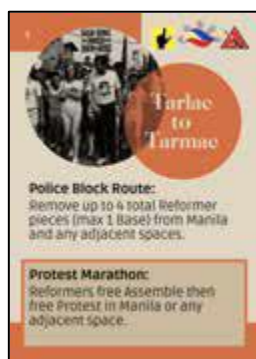 Tarlac
to
Tarmac
Police Block Route:
Remove up to 4 total Reformer
pieces (max 1 Base) from Manila
and any adjacent spaces.
Protest Marathon:
Reformers free Assemble then
free Protest in Manila or any
adjacent space.